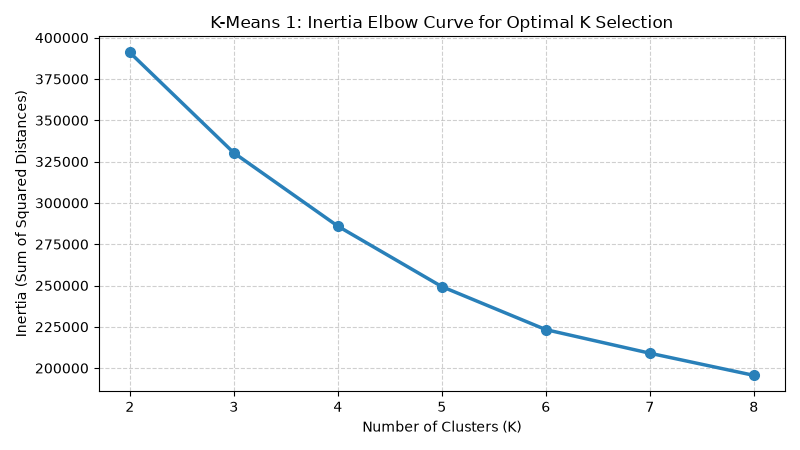 K-Means 1: Inertia Elbow Curve for Optimal K Selection
Inertia (Sum of Squared Distances)
400000
375000
350000
325000
300000
275000
250000
225000
200000
2 3 4 5 6 7 8
Number of Clusters (K)